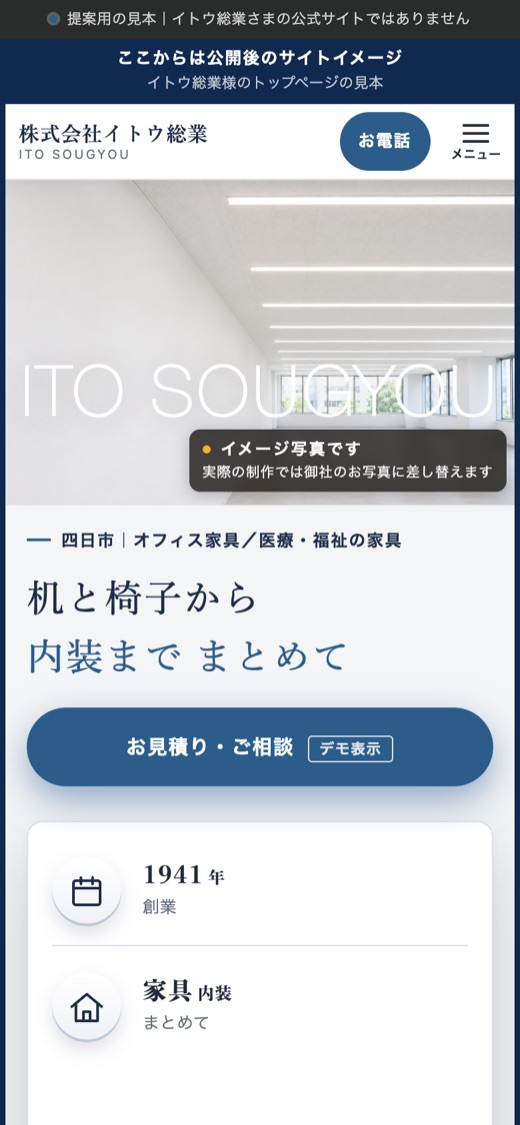 提案用の見本｜イトウ総業さまの公式サイトではありません
ここからは公開後のサイトイメージ
イトウ総業様のトップページの見本
株式会社イトウ総業
ITO SOUGYOU
お電話
メニュー
ITO SOUGYOU
イメージ写真です
実際の制作では御社のお写真に差し替えます
四日市｜オフィス家具／医療・福祉の家具
机と椅子から
内装まで まとめて
お見積り・ご相談 デモ表示
1941 年
創業
家具 内装
まとめて